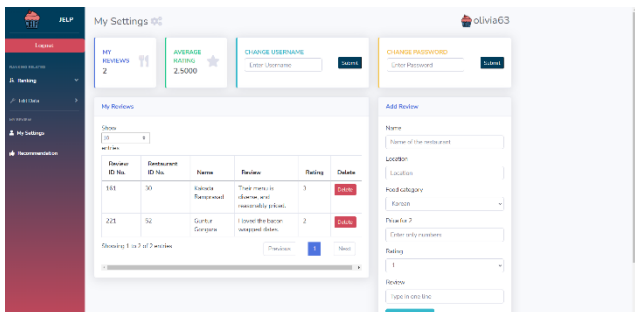 JELP
Logout
Ranking
Edit Data
My Settings
Recommendation
My Settings
olivia63
MY REVIEWS
2
AVERAGE RATING
2.5000
CHANGE USERNAME
Enter Username
Submit
CHANGE PASSWORD
Enter Password
Submit
My Reviews
Show
10
entries
Review ID No.
Restaurant ID No.
Name
Review
Rating
Delete
30
Their menu is diverse, and reasonably priced.
3
Delete
221
52
Guntur Gongura
I loved the bacon wrapped dates.
2
Delete
Showing 1 to 2 of 2 entries
Previous
1
Next
Add Review
Name
Name of the restaurant
Location
Location
Food category
Korean
Price for 2
Enter only numbers
Rating
1
Review
Type in one line